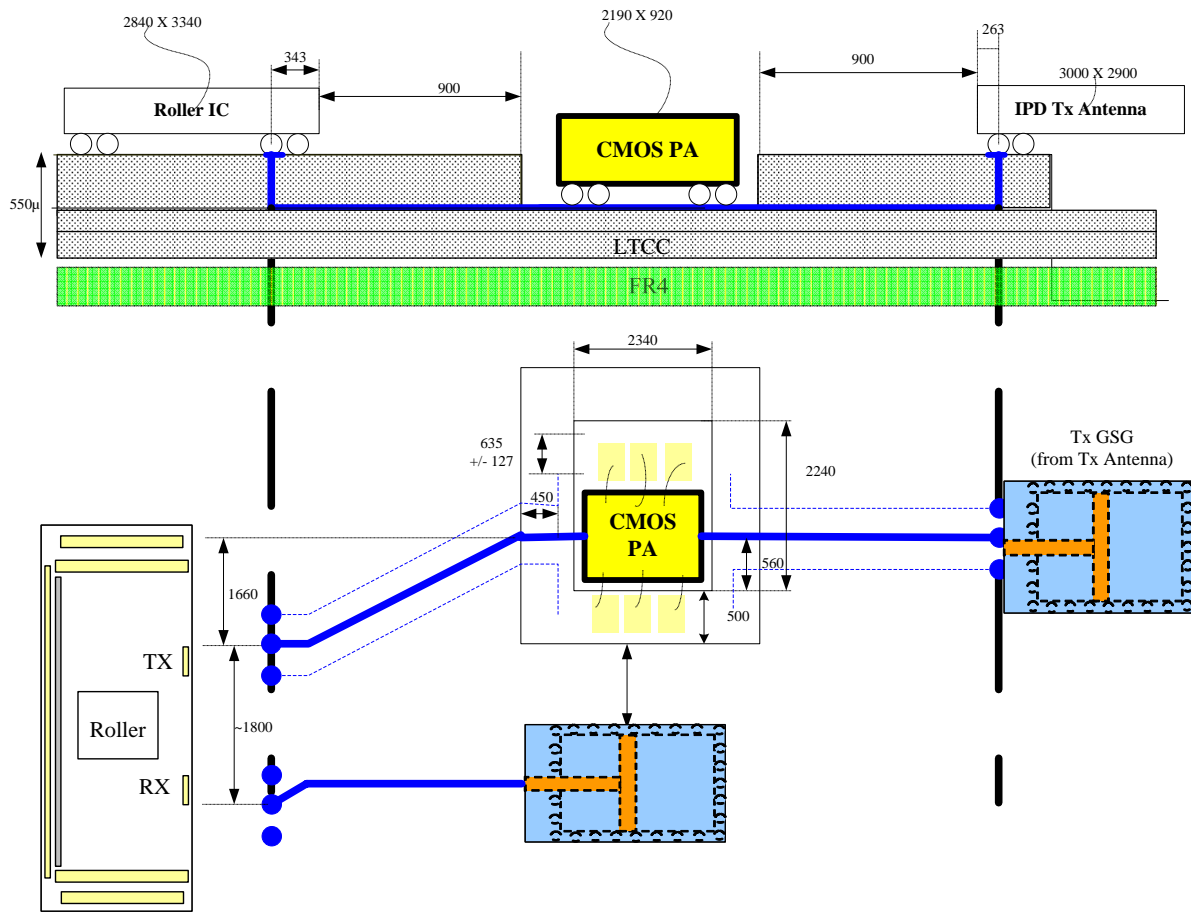 2840 X 3340
2190 X 920
263
343
900
900
3000 X 2900
Roller IC
IPD Tx Antenna
CMOS PA
550µ
LTCC
FR4
2340
635
+/- 127
2240
Tx GSG
(from Tx Antenna)
450
CMOS
PA
560
1660
500
TX
~1800
Roller
RX